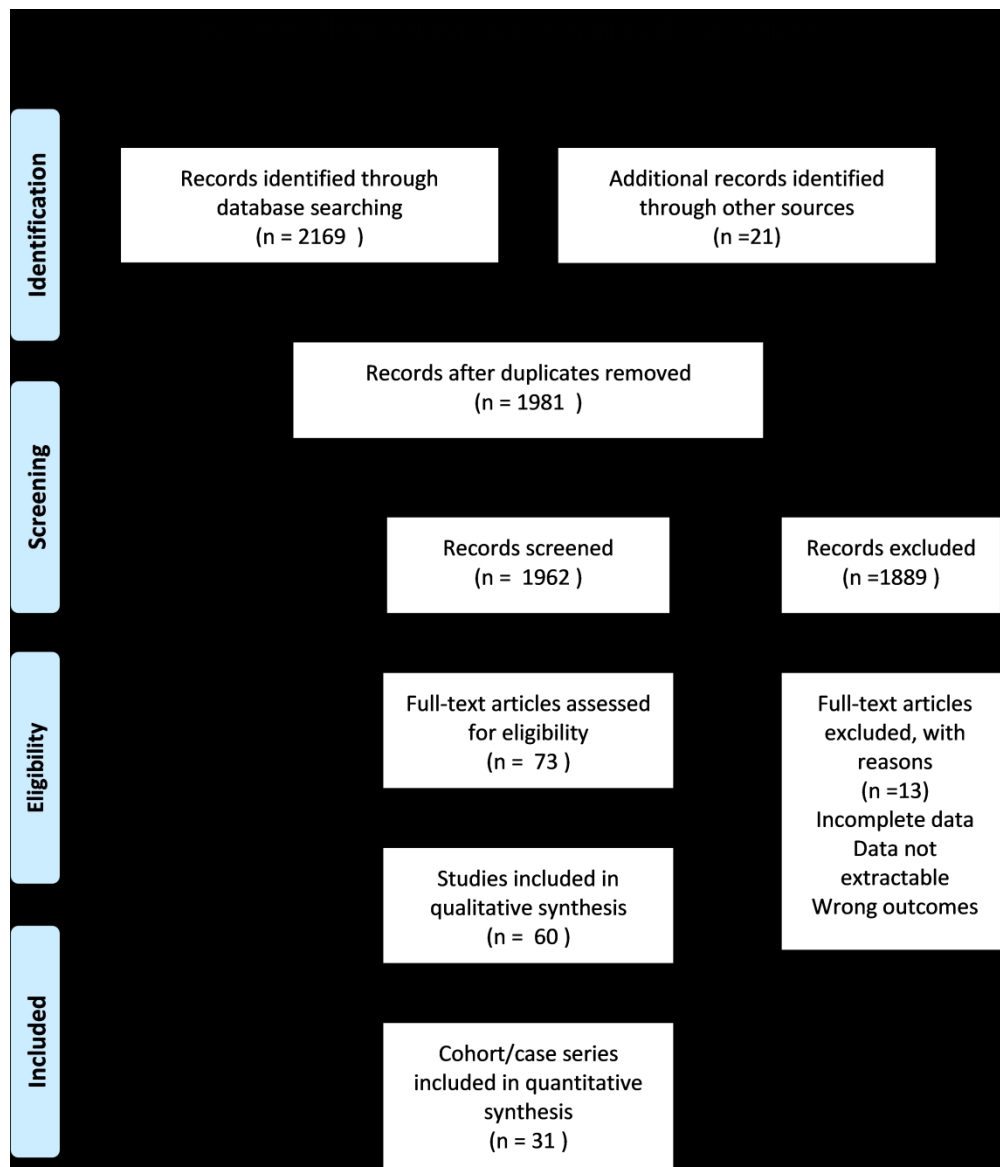 Identification
Records identified through
database searching
(n = 2169  )
Additional records identified
through other sources
(n =21)
Records after duplicates removed
(n = 1981  )
Screening
Records screened
(n =  1962 )
Records excluded
(n =1889 )
Eligibility
Full-text articles assessed
for eligibility
(n =  73 )
Full-text articles
excluded, with
reasons
(n =13)
Incomplete data
Data not
extractable
Wrong outcomes
Studies included in
qualitative synthesis
(n =  60 )
Included
Cohort/case series
included in quantitative
synthesis
(n = 31 )